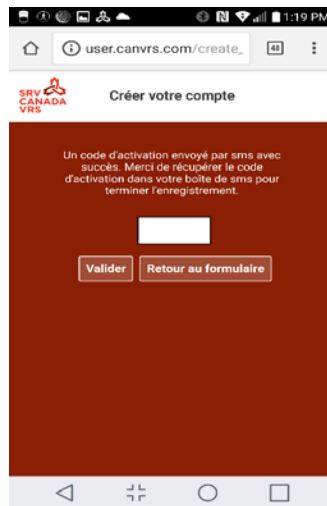 1:19 PM
user.canvrs.com/create_
48
SRV
CANADA
VRS
Créer votre compte
Un code d'activation envoyé par sms avec
succès. Merci de récupérer le code
d'activation dans votre boîte de sms pour
terminer l'enregistrement.
Valider
Retour au formulaire